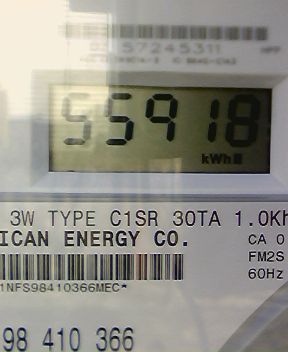 57245311
55918
kWh
3W TYPE C1SR 30TA 1.0Kh
ICAN ENERGY CO.
CA 0
FM2S
60Hz
1NFS98410366MEC*
98 410 366